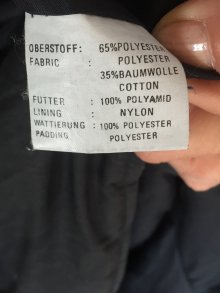 OBERSTOFF: 65%POLYESTER
FABRIC : POLYESTER
35%BAUMWOLLE
COTTON
FUTTER : 100% POLYAMID
LINING : NYLON
WATTIERUNG : 100% POLYESTER
PADDING POLYESTER